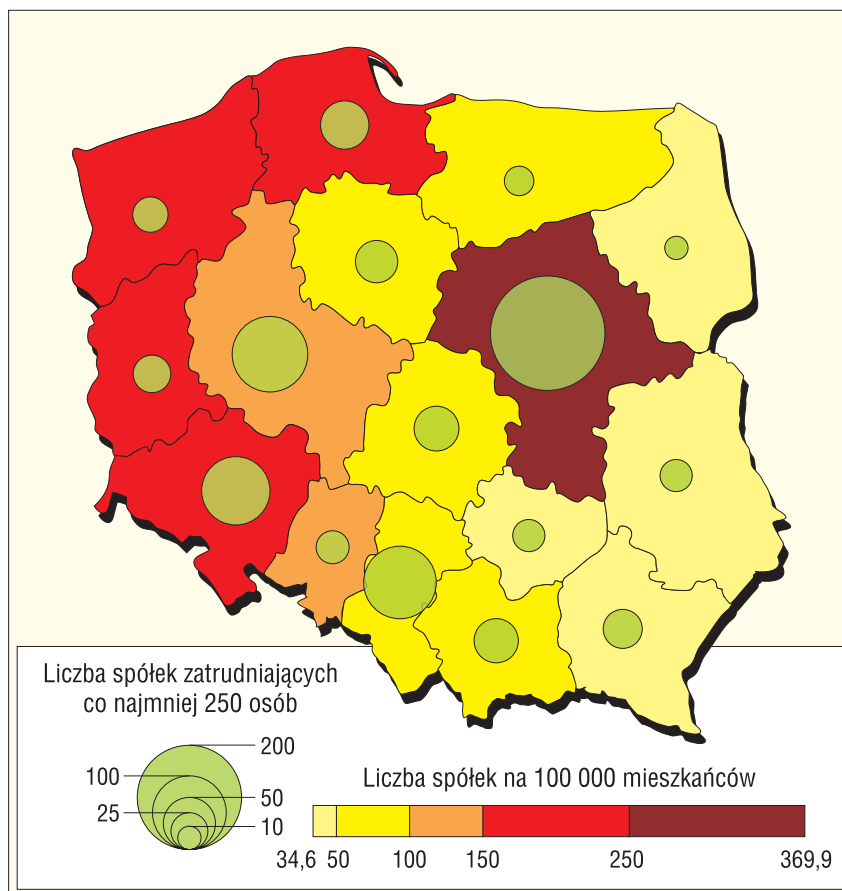 Liczba spółek zatrudniających
co najmniej 250 osób
200
100
50
25
10
Liczba spółek na 100 000 mieszkańców
34,6 50 100 150 250 369,9